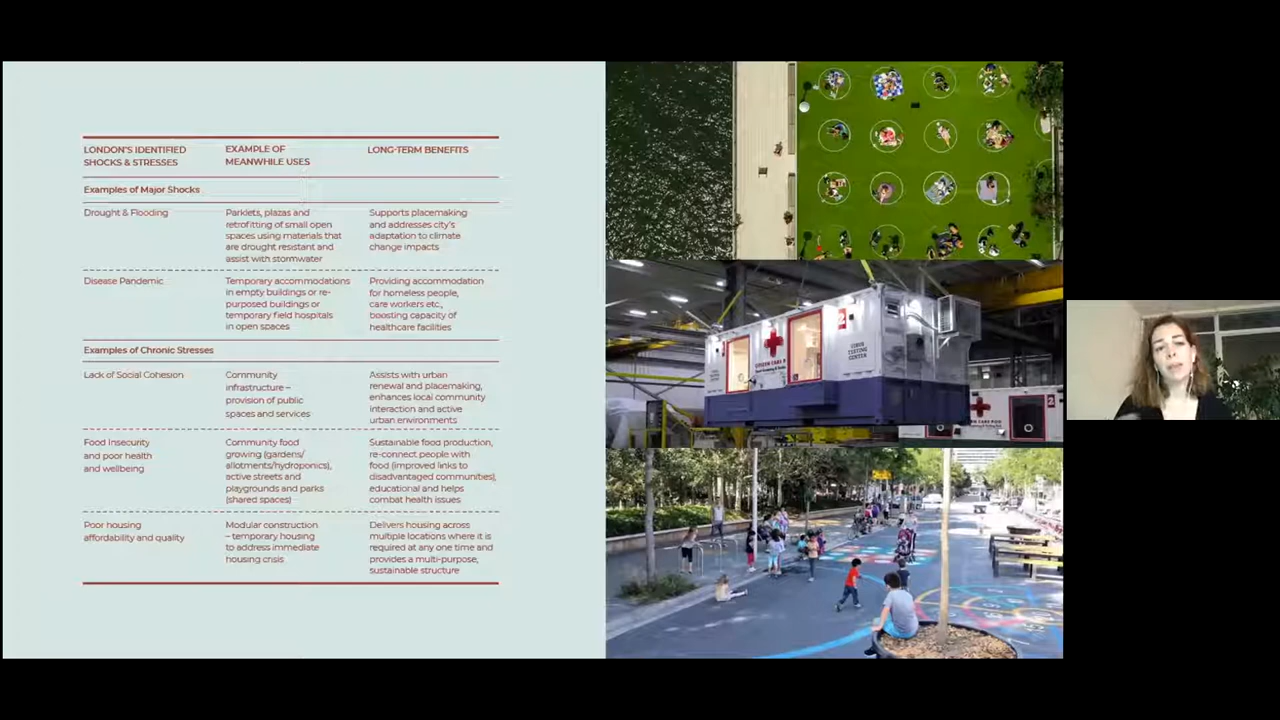 LONDON'S IDENTIFIED
SHOCKS & STRESSES
EXAMPLE OF
MEANWHILE USES
LONG-TERM BENEFITS
Examples of Major Shocks
Drought & Flooding
Parklets, plazas and
retrofitting of small open
spaces using materials that
are drought resistant and
assist with stormwater
Supports placemaking
and addresses city's
adaptation to climate
change impacts
Disease Pandemic
Temporary accommodations
in empty buildings or re-
purposed buildings or
temporary field hospitals
in open spaces
Providing accommodation
for homeless people,
care workers etc.,
boosting capacity of
healthcare facilities
Examples of Chronic Stresses
Lack of Social Cohesion
Community
infrastructure –
provision of public
spaces and services
Assists with urban
renewal and placemaking,
enhances local community
interaction and active
urban environments
Food Insecurity
and poor health
and wellbeing
Community food
growing (gardens/
allotments/hydroponics),
active streets and
playgrounds and parks
(shared spaces)
Sustainable food production,
re-connect people with
food (improved links to
disadvantaged communities),
educational and helps
combat health issues
Poor housing
affordability and quality
Modular construction
– temporary housing
to address immediate
housing crisis
Delivers housing across
multiple locations where it is
required at any one time and
provides a multi-purpose,
sustainable structure
2
VIRUS
TESTING
CENTER
2